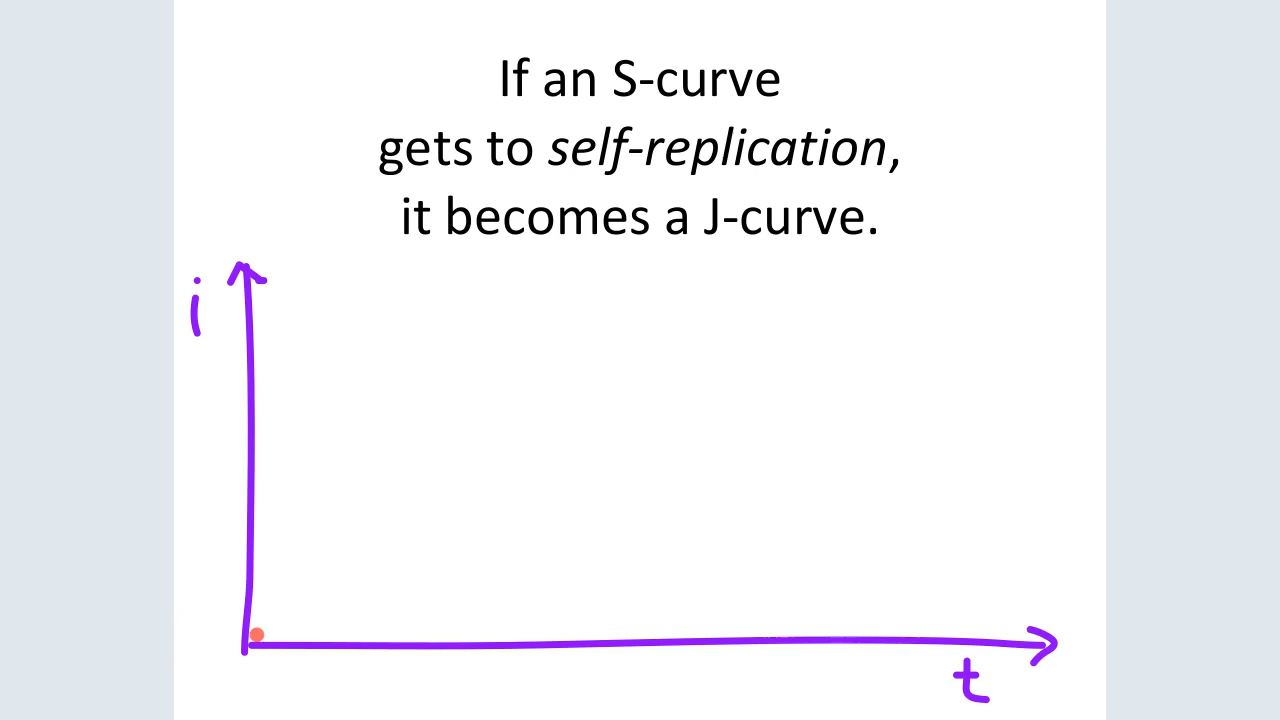 If an S-curve
gets to self-replication,
it becomes a J-curve.
i
t